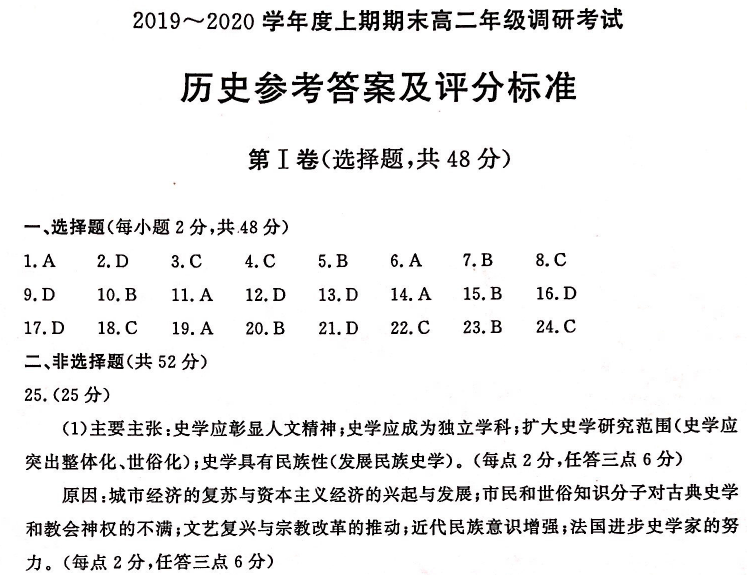 2019～2020学年度上期期末高二年级调研考试
历史参考答案及评分标准
第Ⅰ卷(选择题,共48分)
一、选择题(每小题2分,共48分)
1.A 2.D 3.C 4.C 5.B 6.A 7.B 8.C
9.D 10.B 11.A 12.D 13.D 14.A 15.B 16.D
17.D 18.C 19.A 20.B 21.D 22.C 23.B 24.C
二、非选择题(共52分)
25.(25分)
(1)主要主张:史学应彰显人文精神;史学应成为独立学科;扩大史学研究范围(史学应
突出整体化、世俗化);史学具有民族性(发展民族史学)。(每点2分,任答三点6分)
原因:城市经济的复苏与资本主义经济的兴起与发展;市民和世俗知识分子对古典史学
和教会神权的不满;文艺复兴与宗教改革的推动;近代民族意识增强;法国进步史学家的努
力。(每点2分,任答三点6分)